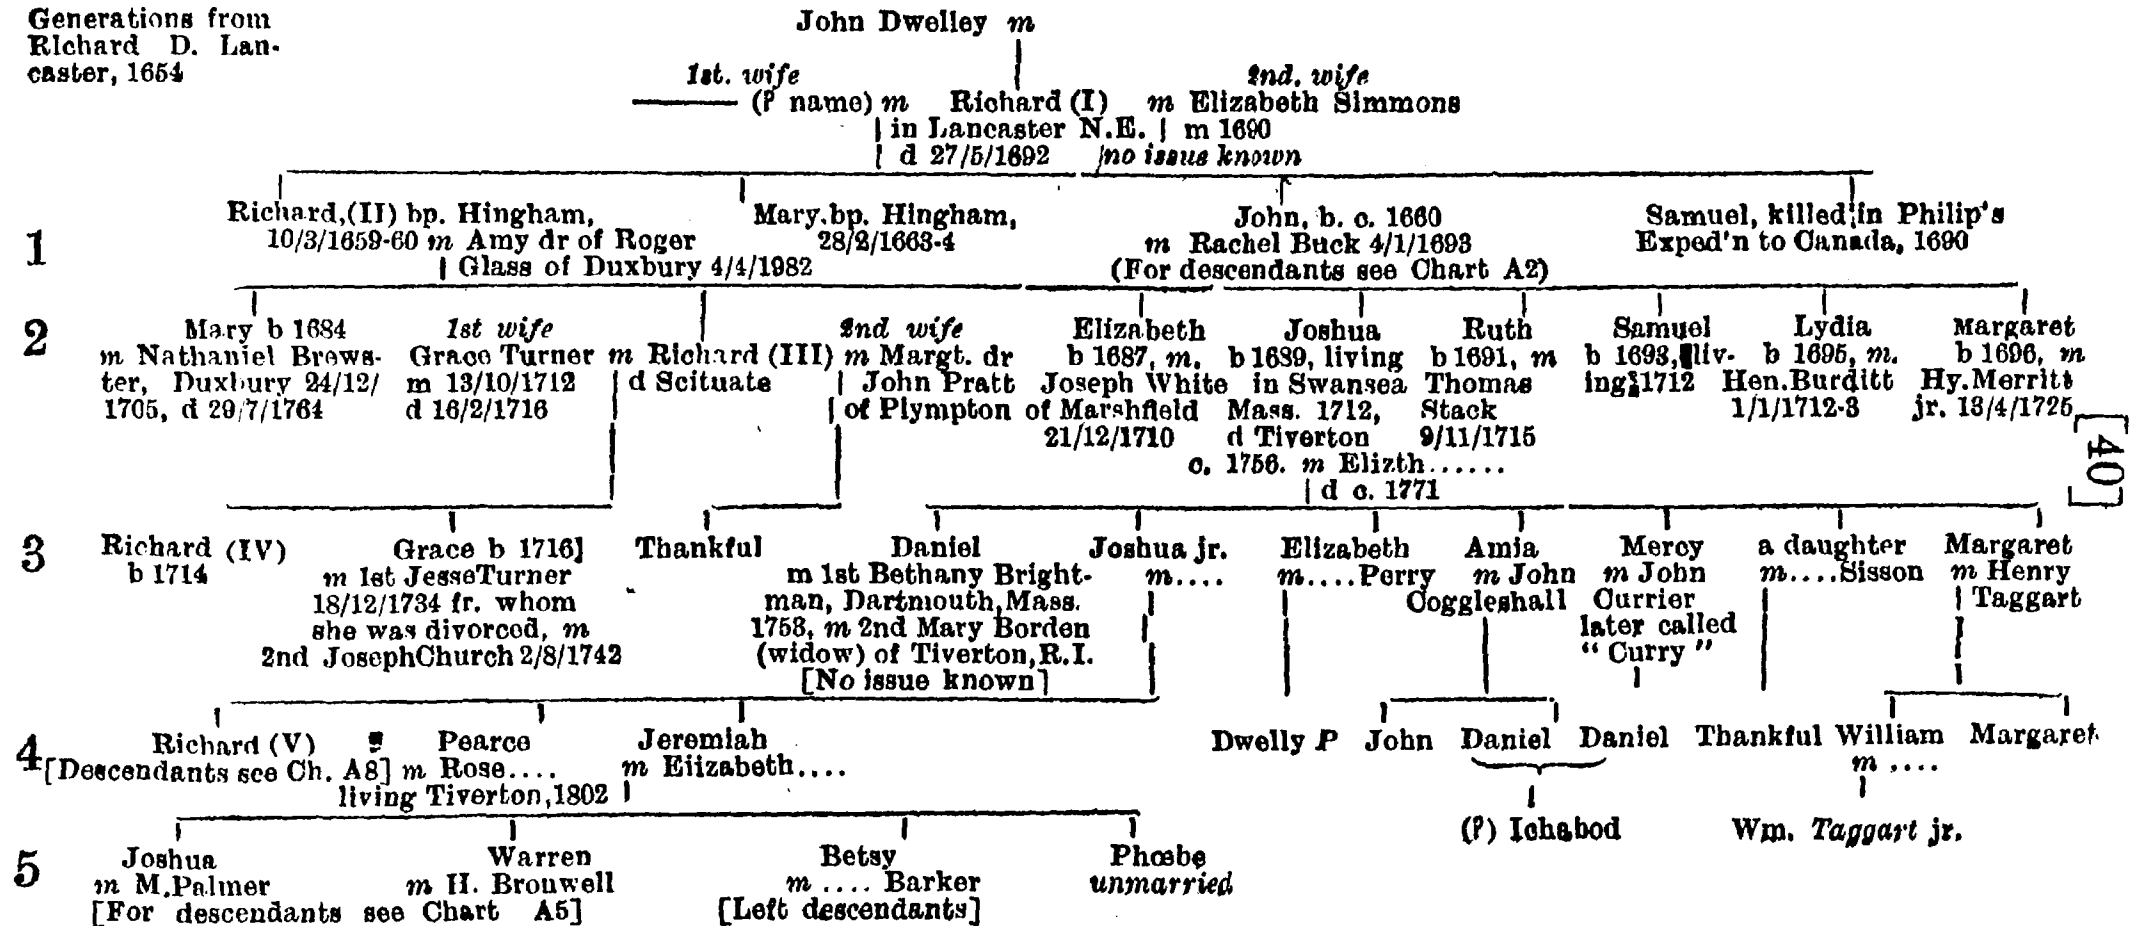 Generations from
Richard D. Lan-
caster, 1654
John Dwelley m
1st. wife
2nd. wife
(? name) m Richard (I) m Elizabeth Simmons
in Lancaster N.E. m 1690
d 27/5/1692 no issue known
1
Richard, (II) bp. Hingham,
10/3/1659-60 m Amy dr of Roger
Glass of Duxbury 4/4/1982
Mary. bp. Hingham,
28/2/1663-4
John, b. c. 1660
m Rachel Buck 4/1/1693
(For descendants see Chart A2)
Samuel, killed in Philip's
Exped'n to Canada, 1690
2
Mary b 1684
m Nathaniel Brews-
ter, Duxbury 24/12/
1705, d 29/7/1764
1st wife
Grace Turner
m 13/10/1712
d 16/2/1716
m Richard (III)
d Scituate
2nd wife
m Margt. dr
John Pratt
of Plympton
Elizabeth
b 1687, m.
Joseph White
of Marshfield
21/12/1710
Joshua
b 1689, living
in Swansea
Mass. 1712,
d Tiverton
c. 1756. m Elizth......
d c. 1771
Ruth
b 1691, m
Thomas
Stack
9/11/1715
Samuel
b 1693, liv-
ing 1712
Lydia
b 1695, m.
Hen. Burditt
1/1/1712-3
Margaret
b 1696, m
Hy. Merritt
jr. 13/4/1725
[40]
3
Richard (IV)
b 1714
Grace b 1716]
m 1st Jesse Turner
18/12/1734 fr. whom
she was divorced, m
2nd Joseph Church 2/8/1742
Thankful
Daniel
m 1st Bethany Bright-
man, Dartmouth, Mass.
1753, m 2nd Mary Borden
(widow) of Tiverton, R.I.
[No issue known]
Joshua jr.
m....
Elizabeth
m....Perry
Amia
m John
Coggleshall
Mercy
m John
Currier
later called
" Curry "
a daughter
m....Sisson
Margaret
m Henry
Taggart
4
Richard (V)
[Descendants see Ch. A8]
Pearce
m Rose....
living Tiverton, 1802
Jeremiah
m Elizabeth....
Dwelly P
John
Daniel
Daniel
Thankful
William
m ....
Margaret
(?) Ichabod
Wm. Taggart jr.
5
Joshua
m M. Palmer
Warren
m H. Brouwell
[For descendants see Chart A5]
Betsy
m .... Barker
[Left descendants]
Phœbe
unmarried